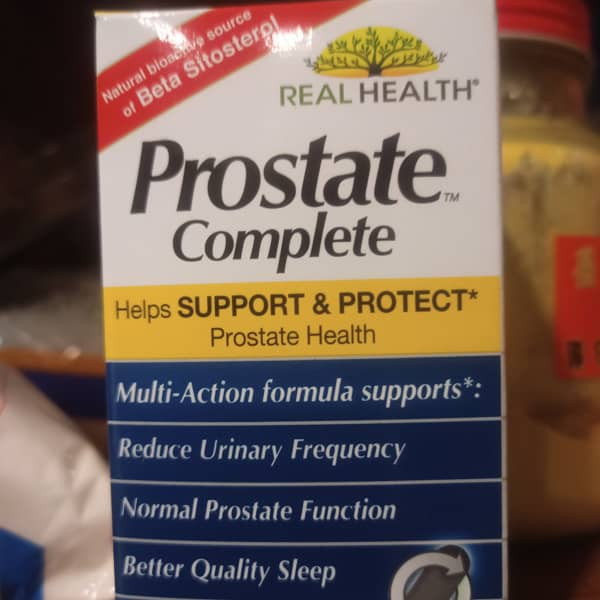 Natural bioactive source
of Beta Sitosterol
REAL HEALTH®
Prostate™
Complete
Helps SUPPORT & PROTECT*
Prostate Health
Multi-Action formula supports*:
Reduce Urinary Frequency
Normal Prostate Function
Better Quality Sleep